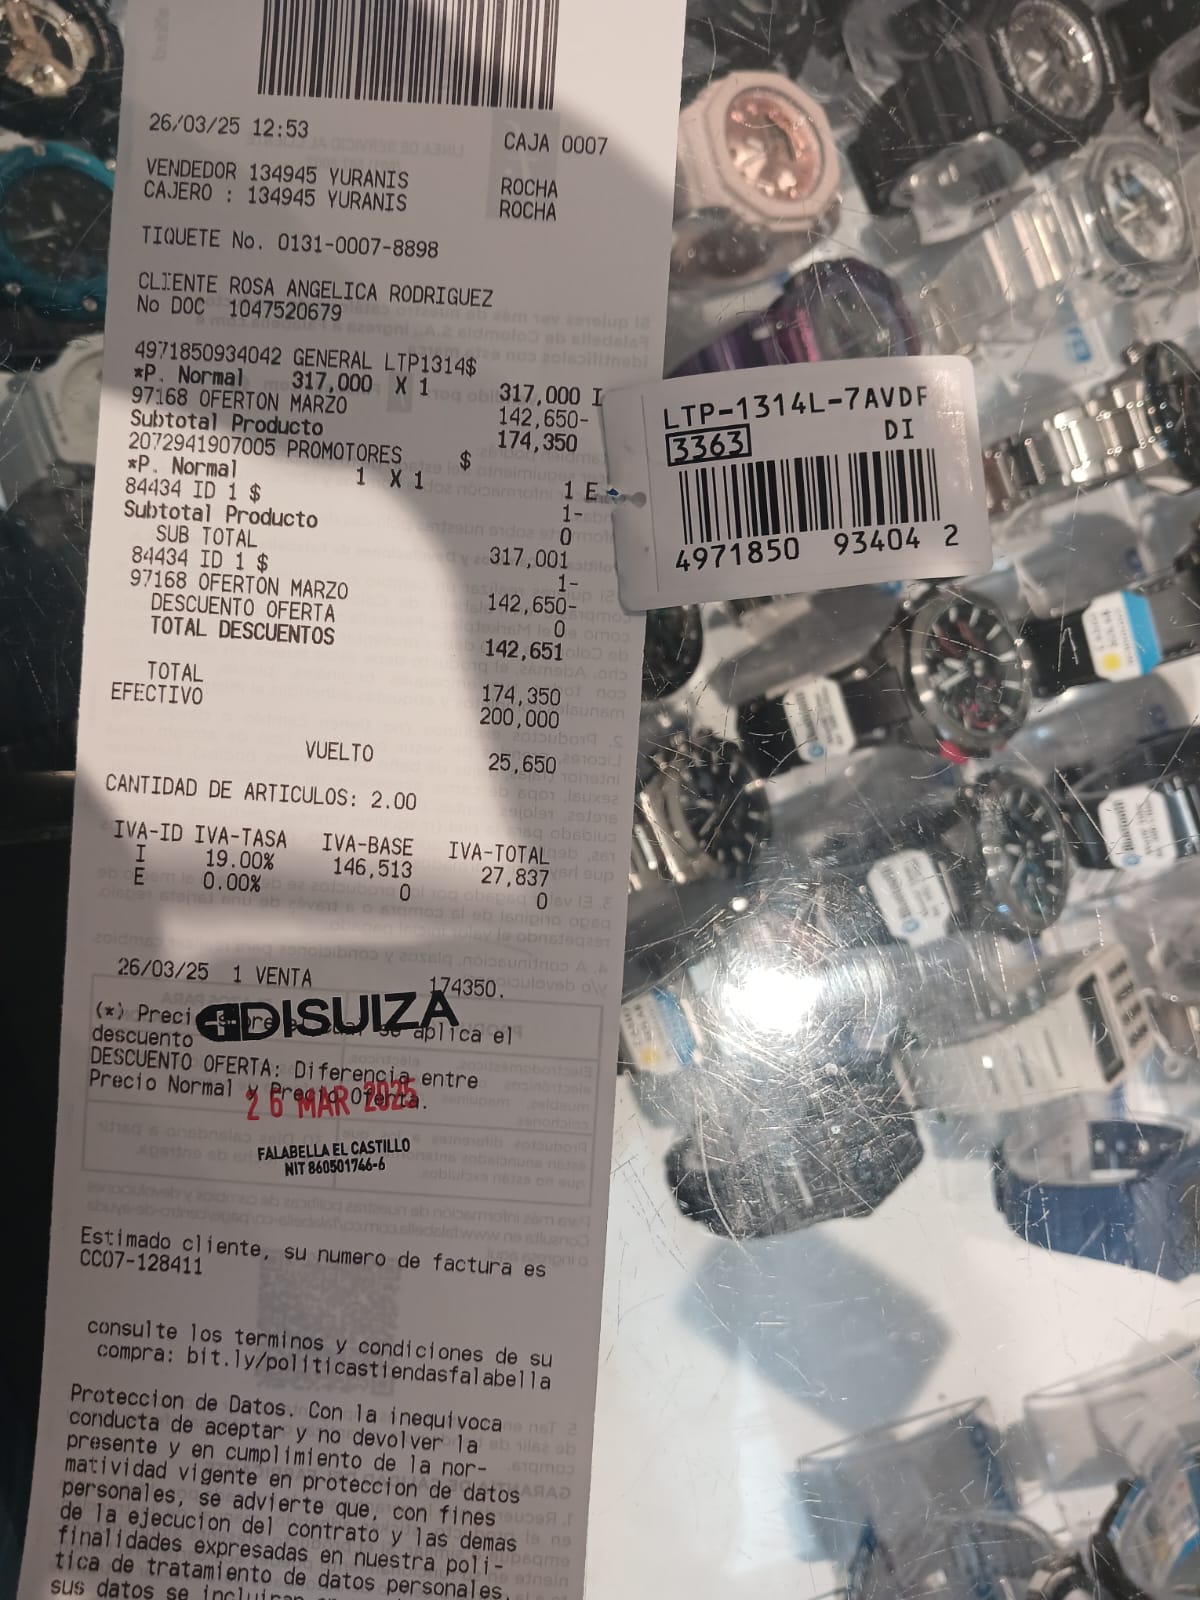 26/03/25 12:53 CAJA 0007
VENDEDOR 134945 YURANIS ROCHA
CAJERO : 134945 YURANIS ROCHA
TIQUETE No. 0131-0007-8898
CLIENTE ROSA ANGELICA RODRIGUEZ
No DOC 1047520679
4971850934042 GENERAL LTP1314$
*P. Normal 317,000 X 1 317,000 I
97168 OFERTON MARZO 142,650-
Subtotal Producto 174,350
2072941907005 PROMOTORES $
*P. Normal 1 X 1 1 E
84434 ID 1 $ 1-
Subtotal Producto 0
SUB TOTAL 317,001
84434 ID 1 $ 1-
97168 OFERTON MARZO 142,650-
DESCUENTO OFERTA 0
TOTAL DESCUENTOS 142,651
TOTAL 174,350
EFECTIVO 200,000
VUELTO 25,650
CANTIDAD DE ARTICULOS: 2.00
IVA-ID IVA-TASA IVA-BASE IVA-TOTAL
I 19.00% 146,513 27,837
E 0.00% 0 0
26/03/25 1 VENTA 174350.
(*) Preci aplica el
DISUIZA
descuento
DESCUENTO OFERTA: Diferencia entre
Precio Normal y Precio Oferta.
26 MAR 2025
FALABELLA EL CASTILLO
NIT 860501746-6
Estimado cliente, su numero de factura es
CC07-128411
consulte los terminos y condiciones de su
compra: bit.ly/politicastiendasfalabella
Proteccion de Datos. Con la inequivoca
conducta de aceptar y no devolver la
presente y en cumplimiento de la nor-
matividad vigente en proteccion de datos
personales, se advierte que, con fines
de la ejecucion del contrato y las demas
finalidades expresadas en nuestra poli-
tica de tratamiento de datos personales,
sus datos se
LTP-1314L-7AVDF
3363 DI
4971850 93404 2